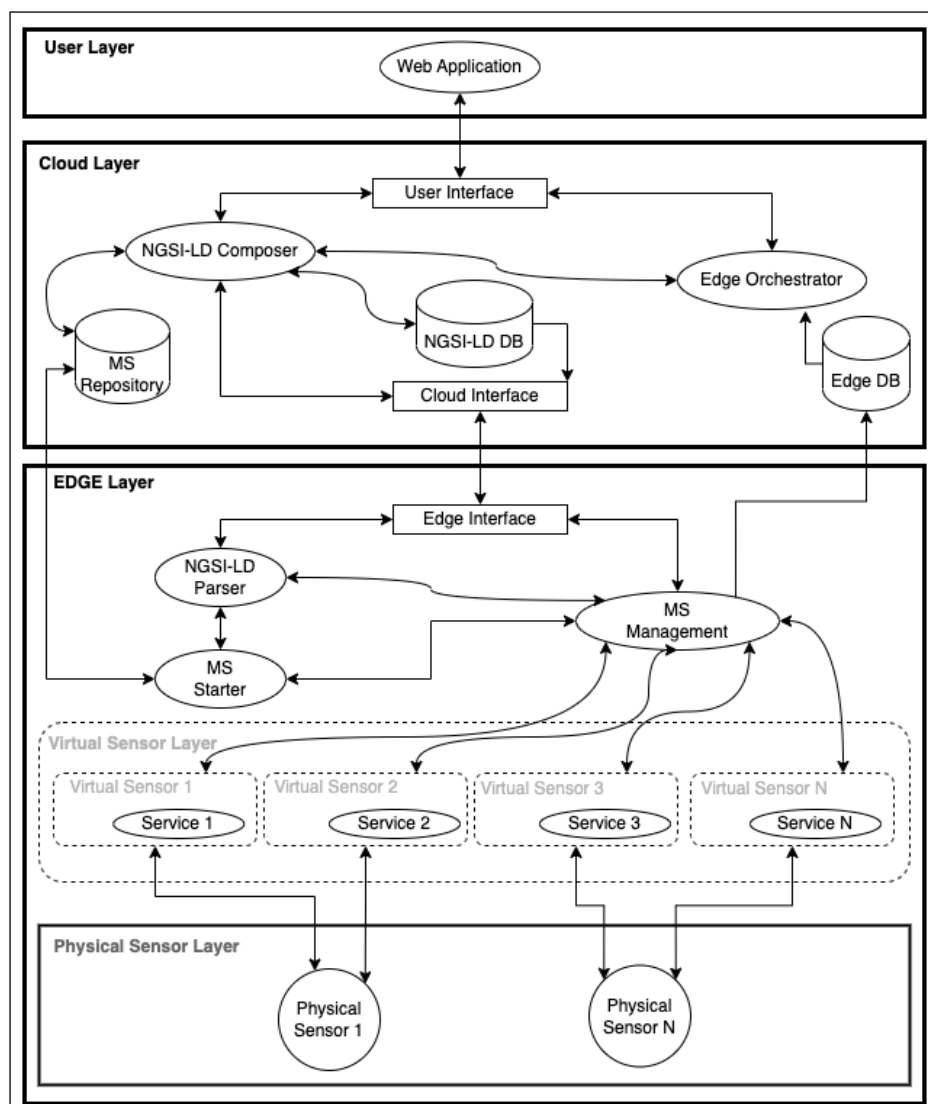 User Layer
Web Application
Cloud Layer
User Interface
NGSI-LD Composer
Edge Orchestrator
NGSI-LD DB
MS
Repository
Edge DB
Cloud Interface
EDGE Layer
Edge Interface
NGSI-LD
Parser
MS
Management
MS
Starter
Virtual Sensor Layer
Virtual Sensor 1
Virtual Sensor 2
Virtual Sensor 3
Virtual Sensor N
Service 1
Service 2
Service 3
Service N
Physical Sensor Layer
Physical
Sensor 1
Physical
Sensor N